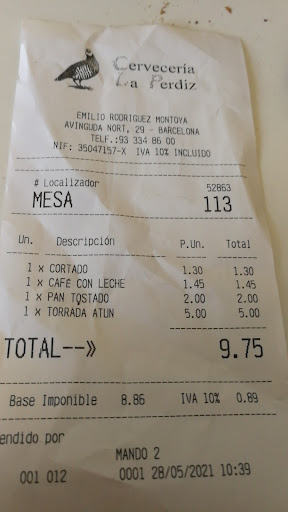 Cervecería
La Perdiz
EMILIO RODRIGUEZ MONTOYA
AVINGUDA NORT, 29 - BARCELONA
TELF.:93 334 86 00
NIF: 35047157-X IVA 10% INCLUIDO
# Localizador 52863
MESA 113
Un. Descripción P.Un. Total
1 x CORTADO 1.30 1.30
1 x CAFE CON LECHE 1.45 1.45
1 x PAN TOSTADO 2.00 2.00
1 x TORRADA ATUN 5.00 5.00
TOTAL--» 9.75
Base Imponible 8.86 IVA 10% 0.89
endido por
MANDO 2
001 012 0001 28/05/2021 10:39